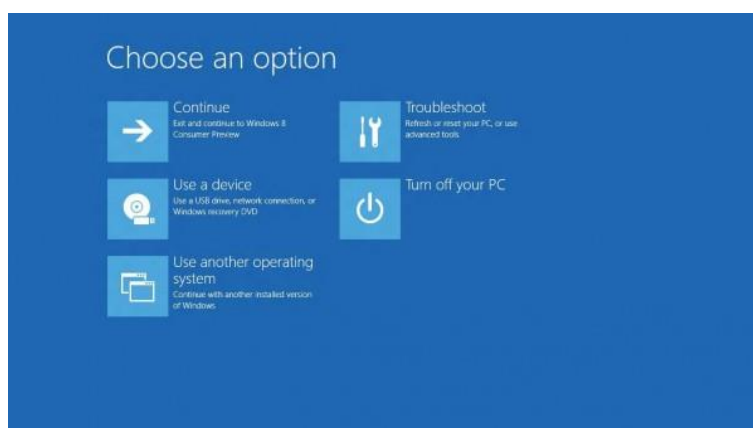 Choose an option
Continue
Exit and continue to Windows 8
Consumer Preview
Troubleshoot
Refresh or reset your PC, or use
advanced tools
Use a device
Use a USB drive, network connection, or
Windows recovery DVD
Turn off your PC
Use another operating
system
Continue with another installed version
of Windows